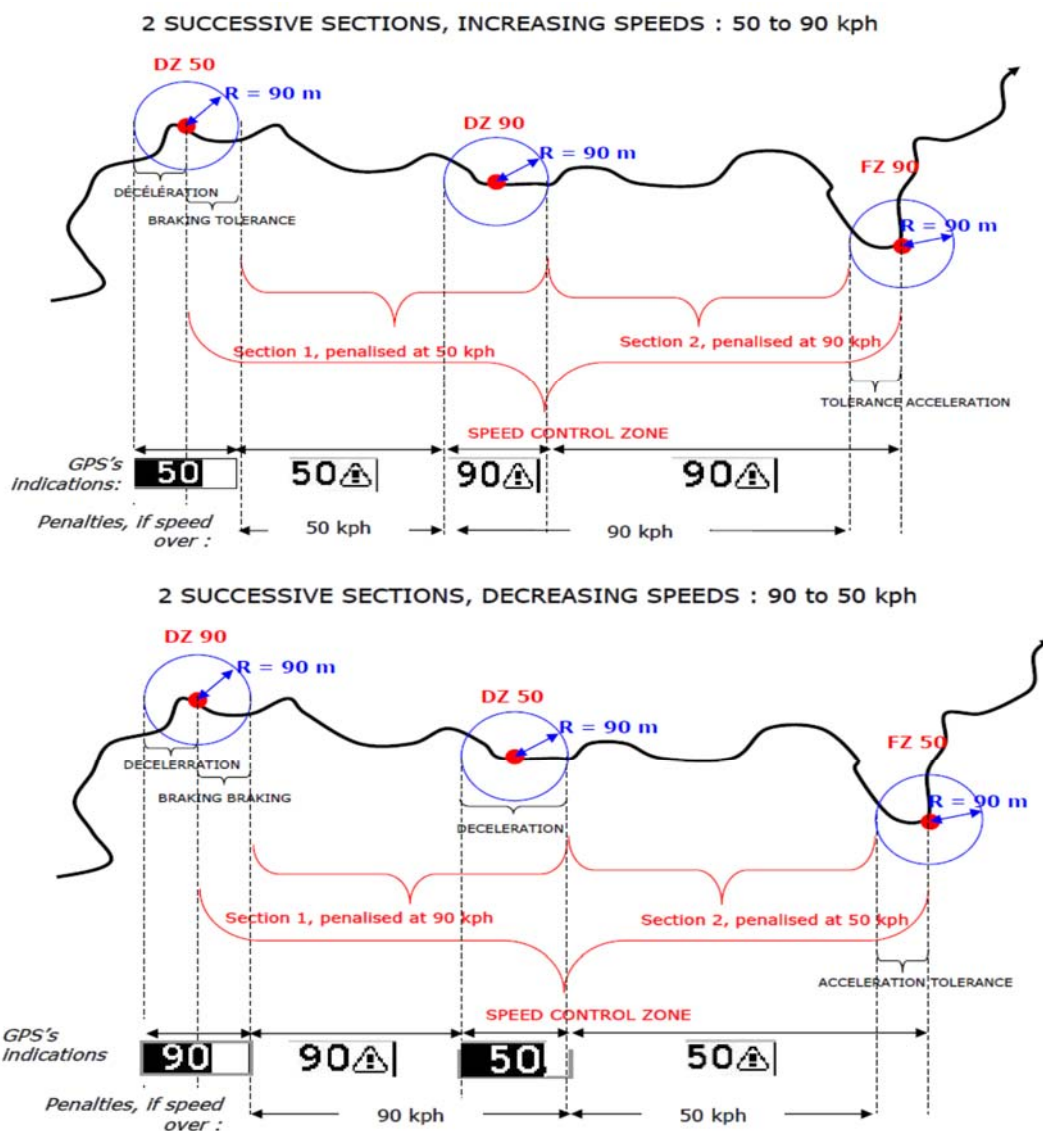 2 SUCCESSIVE SECTIONS, INCREASING SPEEDS : 50 to 90 kph
DZ 50
R = 90 m
DZ 90
R = 90 m
FZ 90
R = 90 m
DÉCÉLÉRATION
BRAKING TOLERANCE
Section 1, penalised at 50 kph
Section 2, penalised at 90 kph
TOLERANCE ACCELERATION
SPEED CONTROL ZONE
GPS's
indications:
50
50
90
90
Penalties, if speed
over :
50 kph
90 kph
2 SUCCESSIVE SECTIONS, DECREASING SPEEDS : 90 to 50 kph
DZ 90
R = 90 m
DZ 50
R = 90 m
FZ 50
R = 90 m
DECELERRATION
BRAKING BRAKING
DECELERATION
Section 1, penalised at 90 kph
Section 2, penalised at 50 kph
ACCELERATION TOLERANCE
SPEED CONTROL ZONE
GPS's
indications
90
90
50
50
Penalties, if speed
over :
90 kph
50 kph